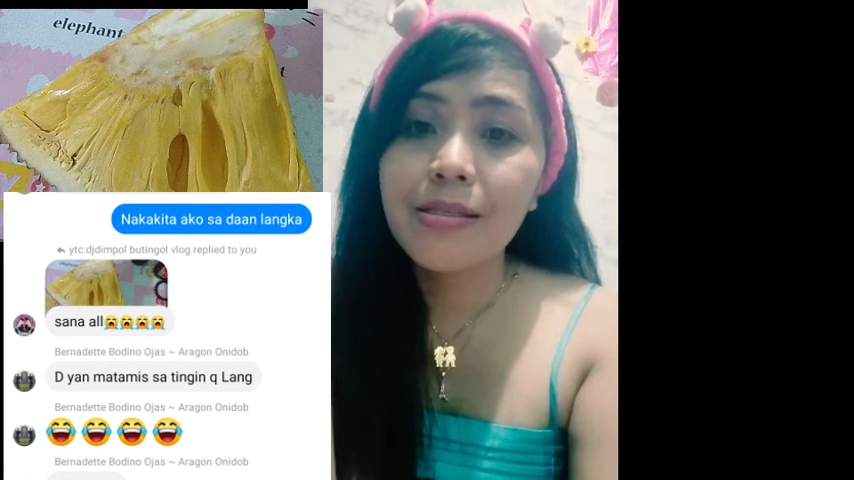 elephant
Nakakita ako sa daan langka
ytc:djdimpol butingol vlog replied to you
elephant
sana all😭😭😭😭
Bernadette Bodino Ojas ~ Aragon Onidob
D yan matamis sa tingin q Lang
Bernadette Bodino Ojas ~ Aragon Onidob
😂😂😂😂
Bernadette Bodino Ojas ~ Aragon Onidob